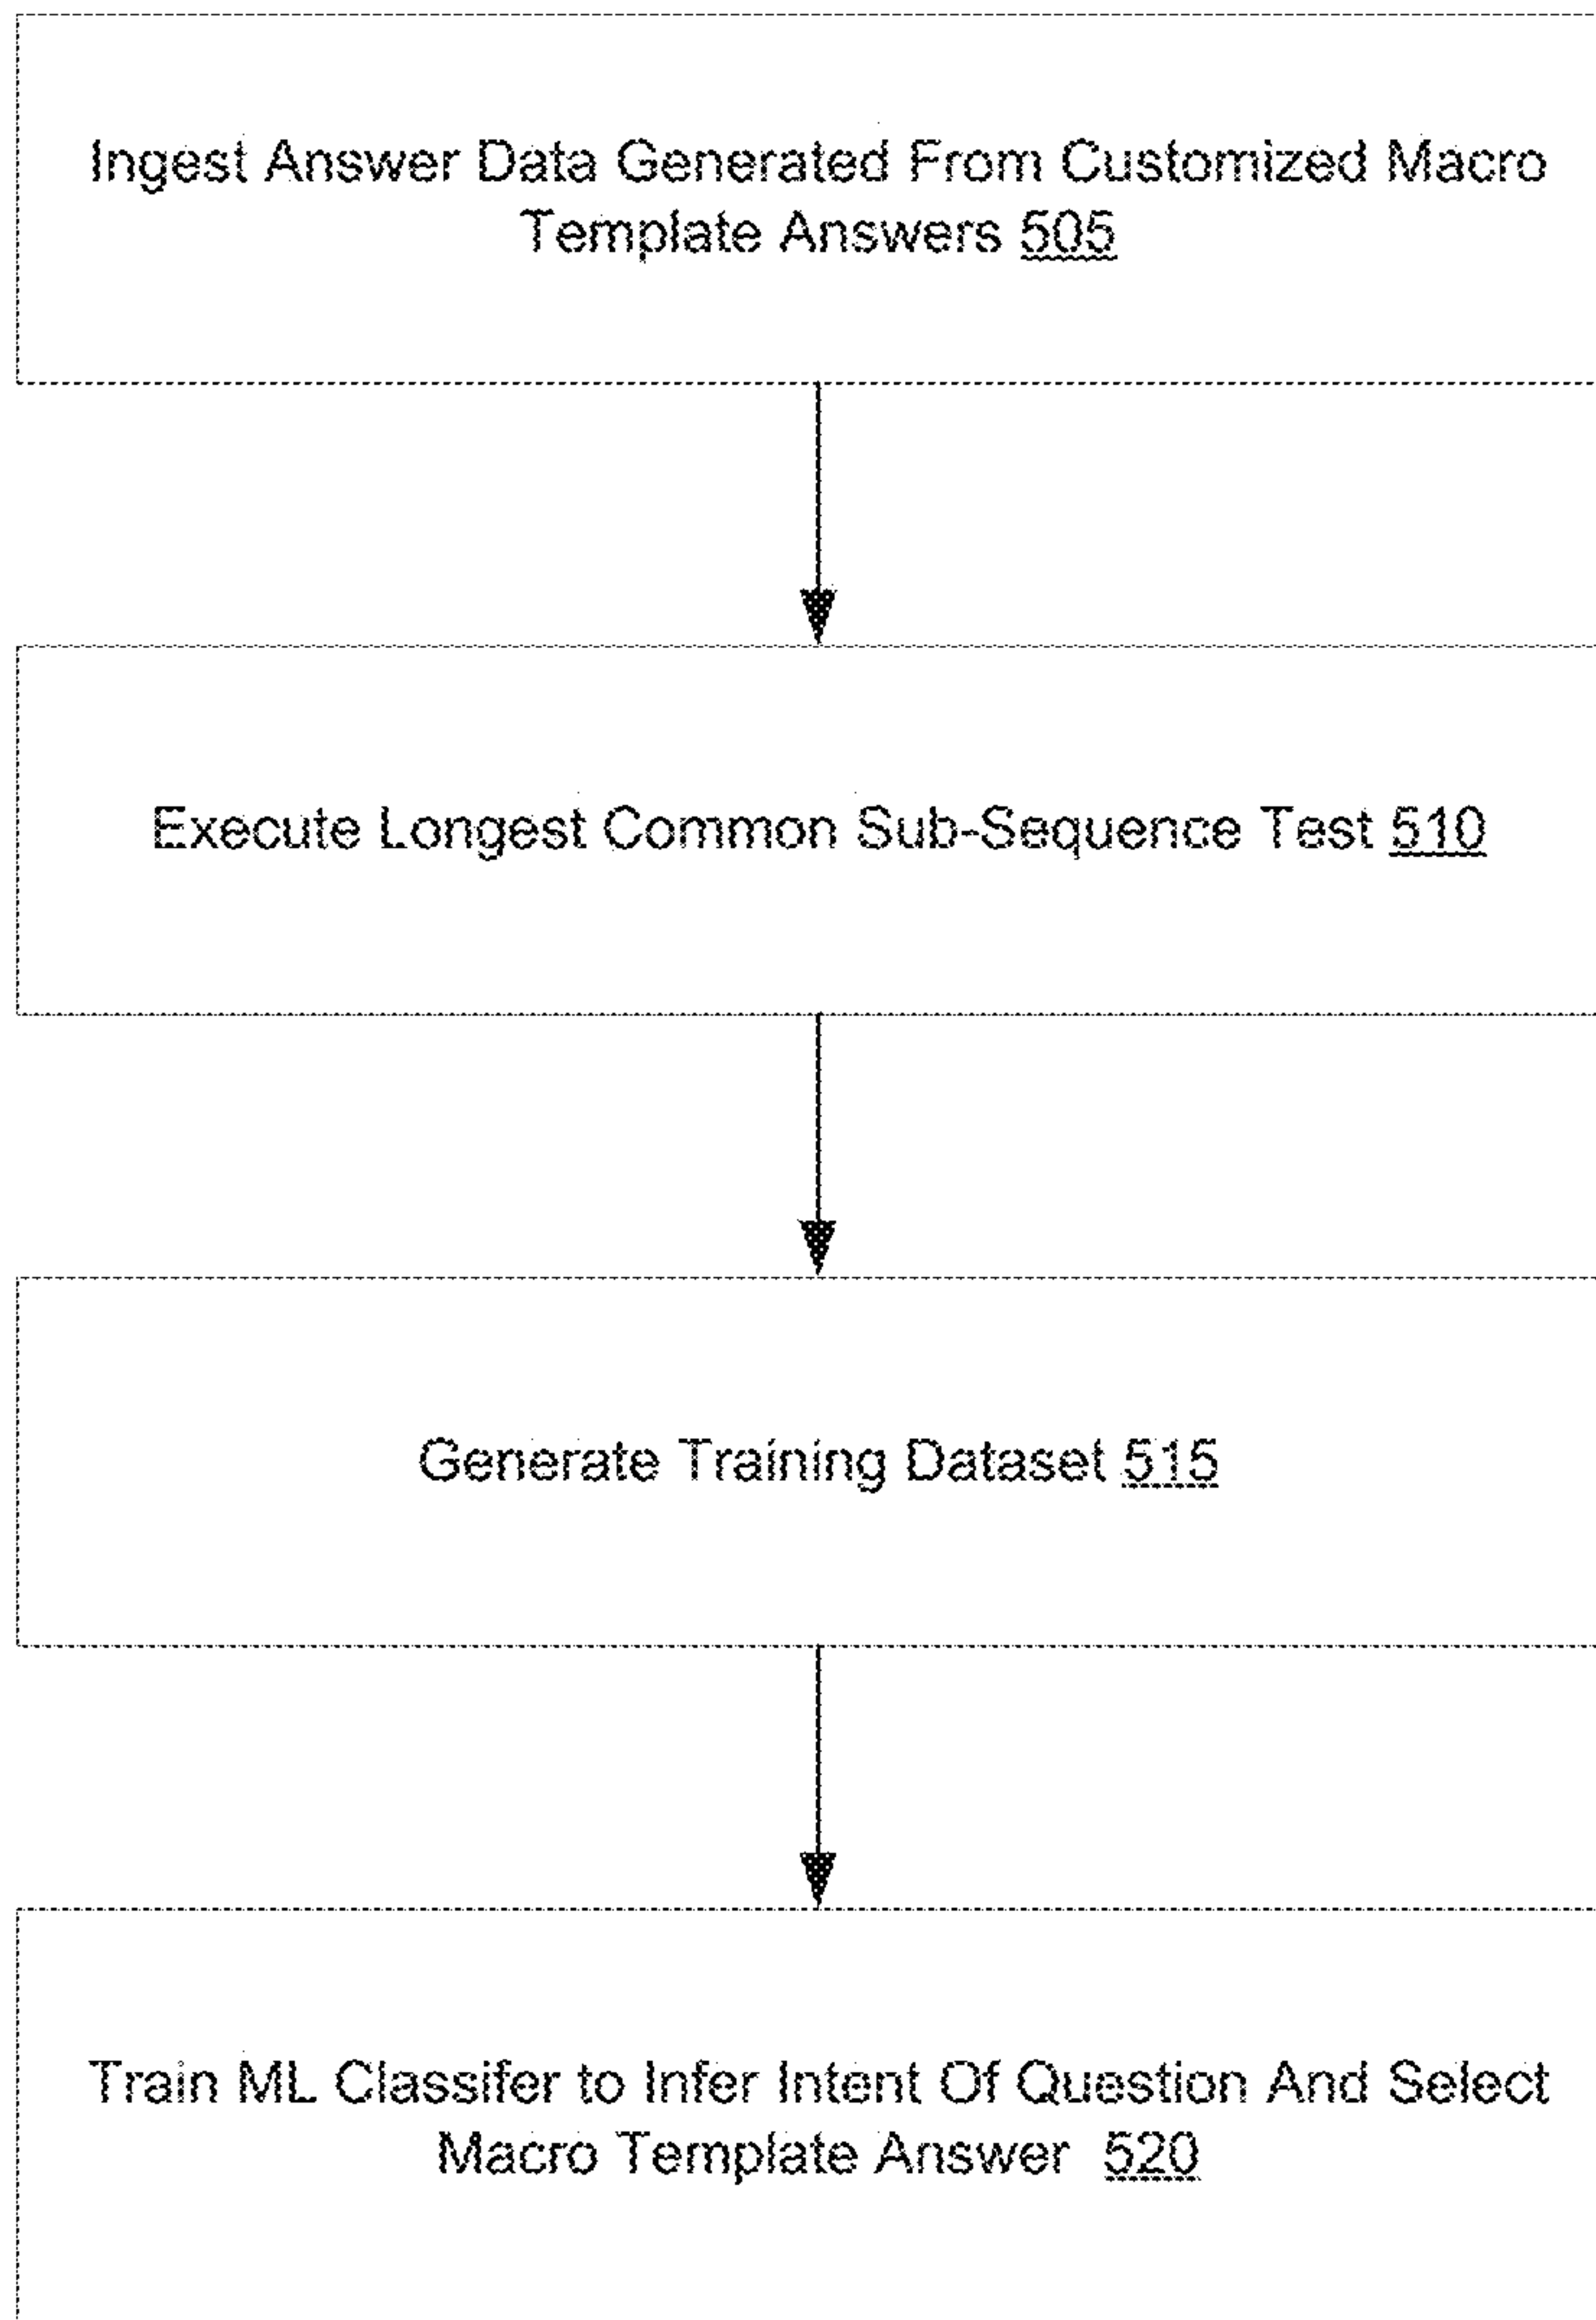 Ingest Answer Data Generated From Customized Macro
Template Answers 505
Execute Longest Common Sub-Sequence Test 510
Generate Training Dataset 515
Train ML Classifer to Infer Intent Of Question And Select
Macro Template Answer 520